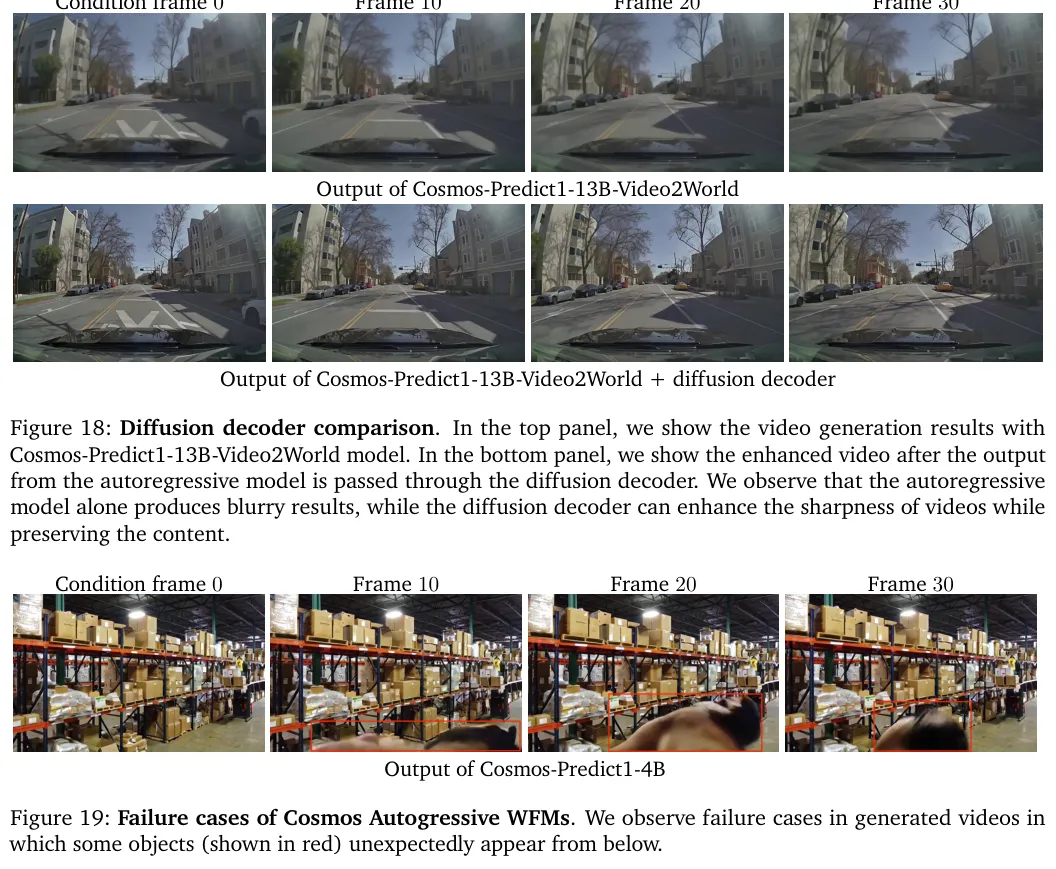 Condition frame 0 Frame 10 Frame 20 Frame 30
Output of Cosmos-Predict1-13B-Video2World
Output of Cosmos-Predict1-13B-Video2World + diffusion decoder
Figure 18: Diffusion decoder comparison. In the top panel, we show the video generation results with
Cosmos-Predict1-13B-Video2World model. In the bottom panel, we show the enhanced video after the output
from the autoregressive model is passed through the diffusion decoder. We observe that the autoregressive
model alone produces blurry results, while the diffusion decoder can enhance the sharpness of videos while
preserving the content.
Condition frame 0 Frame 10 Frame 20 Frame 30
Output of Cosmos-Predict1-4B
Figure 19: Failure cases of Cosmos Autogressive WFMs. We observe failure cases in generated videos in
which some objects (shown in red) unexpectedly appear from below.